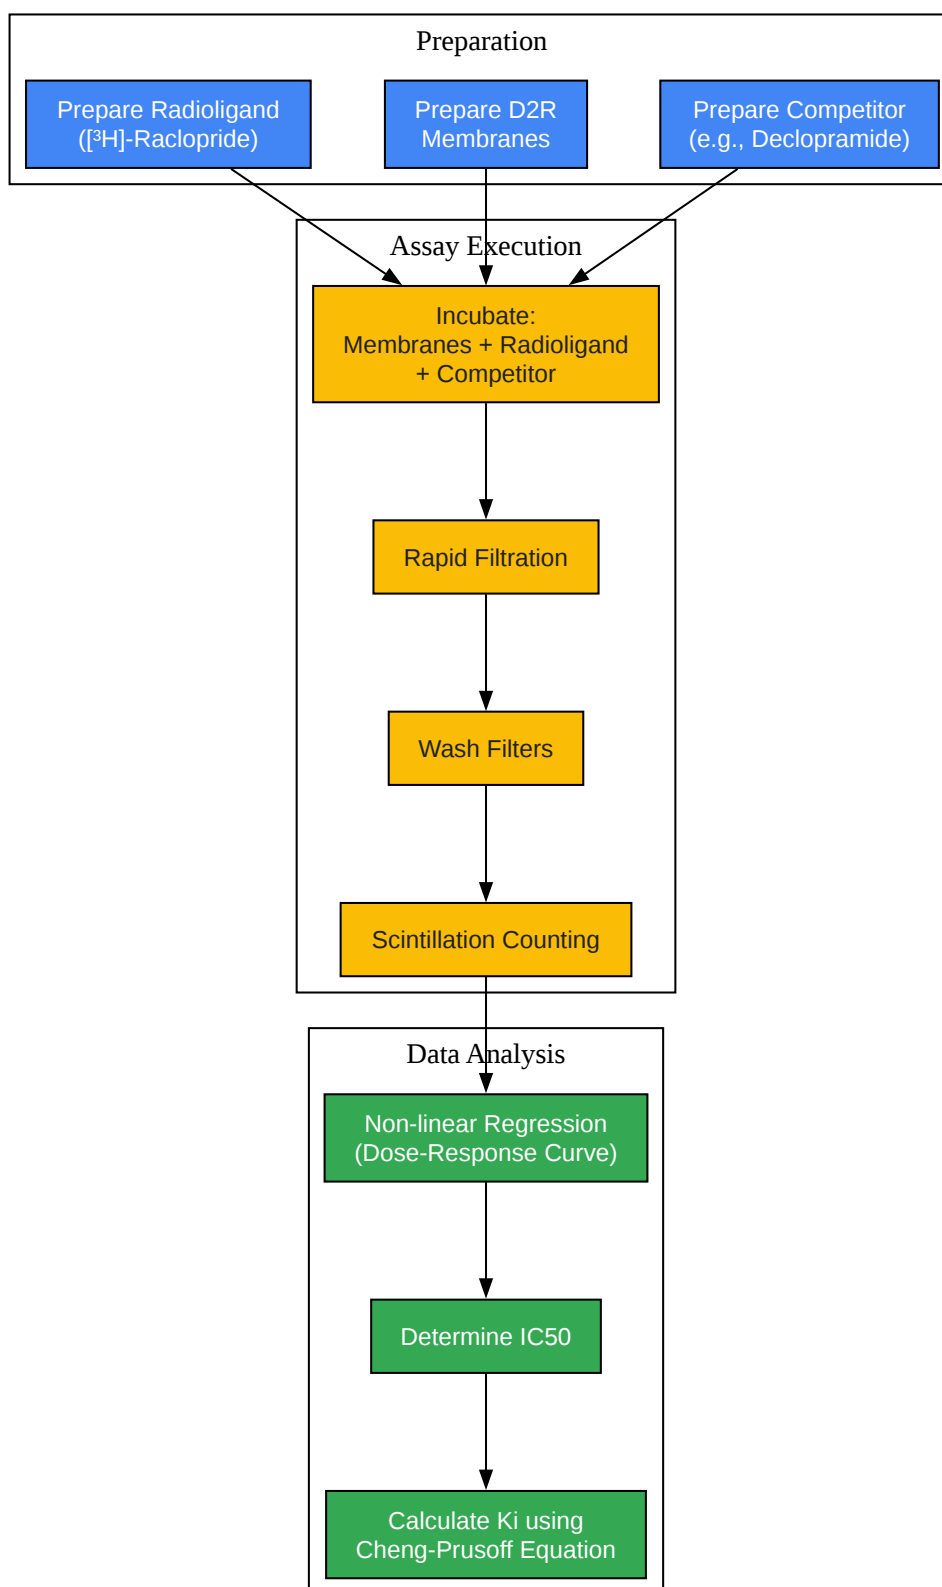 Preparation
Prepare Radioligand
([³H]-Raclopride)
Prepare D2R
Membranes
Prepare Competitor
(e.g., Declopramide)
Assay Execution
Incubate:
Membranes + Radioligand
+ Competitor
Rapid Filtration
Wash Filters
Scintillation Counting
Data Analysis
Non-linear Regression
(Dose-Response Curve)
Determine IC50
Calculate Ki using
Cheng-Prusoff Equation